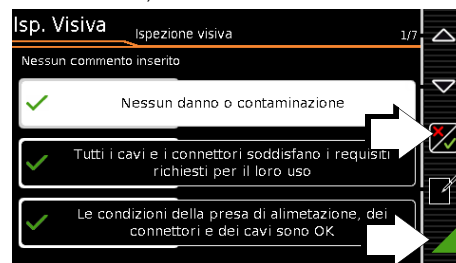 Isp. Visiva
Ispezione visiva
1/7
Nessun commento inserito
Nessun danno o contaminazione
Tutti i cavi e i connettori soddisfano i requisiti
richiesti per il loro uso
Le condizioni della presa di alimetazione, dei
connettori e dei cavi sono OK